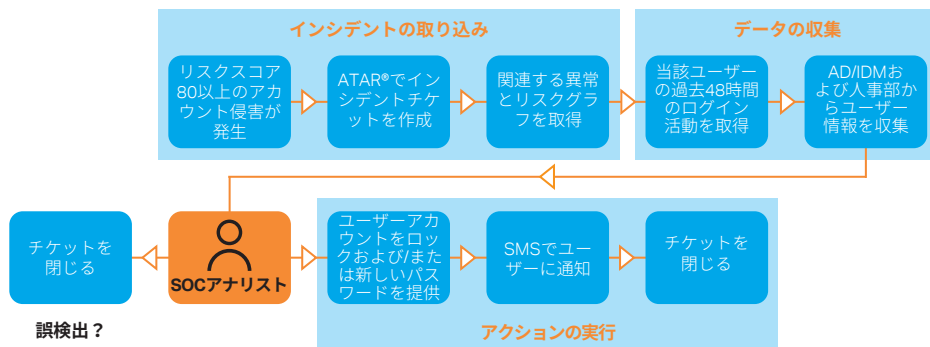 インシデントの取り込み
リスクスコア
80以上のアカ
ウント侵害が
発生
ATAR®でイン
シデントチケ
ットを作成
関連する異常
とリスクグラ
フを取得
データの収集
当該ユーザー
の過去48時間
のログイン
活動を取得
AD/IDMお
よび人事部か
らユーザー
情報を収集
チケットを
閉じる
誤検出？
SOCアナリスト
ユーザーアカ
ウントをロッ
クおよび/また
は新しいパス
ワードを提供
SMSでユー
ザーに通知
チケットを
閉じる
アクションの実行